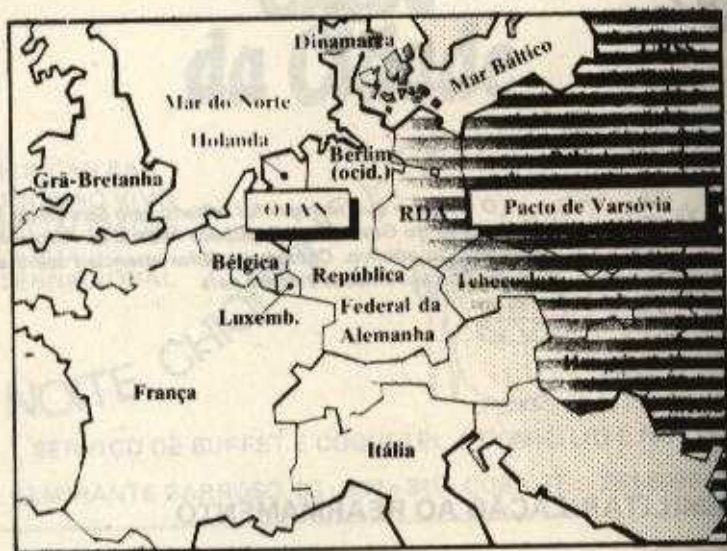 Dinamarca
Mar Báltico
Mar do Norte
Holanda
Berlim
(ocid.)
Grã-Bretanha
OTAN
RDA
Pacto de Varsóvia
Bélgica
República
Federal da
Alemanha
Luxemb.
França
Itália